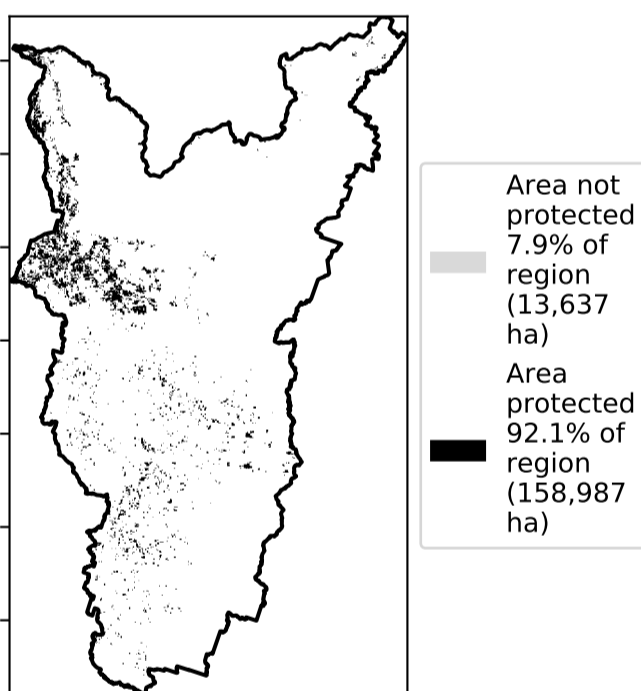 Area not
protected
7.9% of
region
(13,637
ha)
Area
protected
92.1% of
region
(158,987
ha)